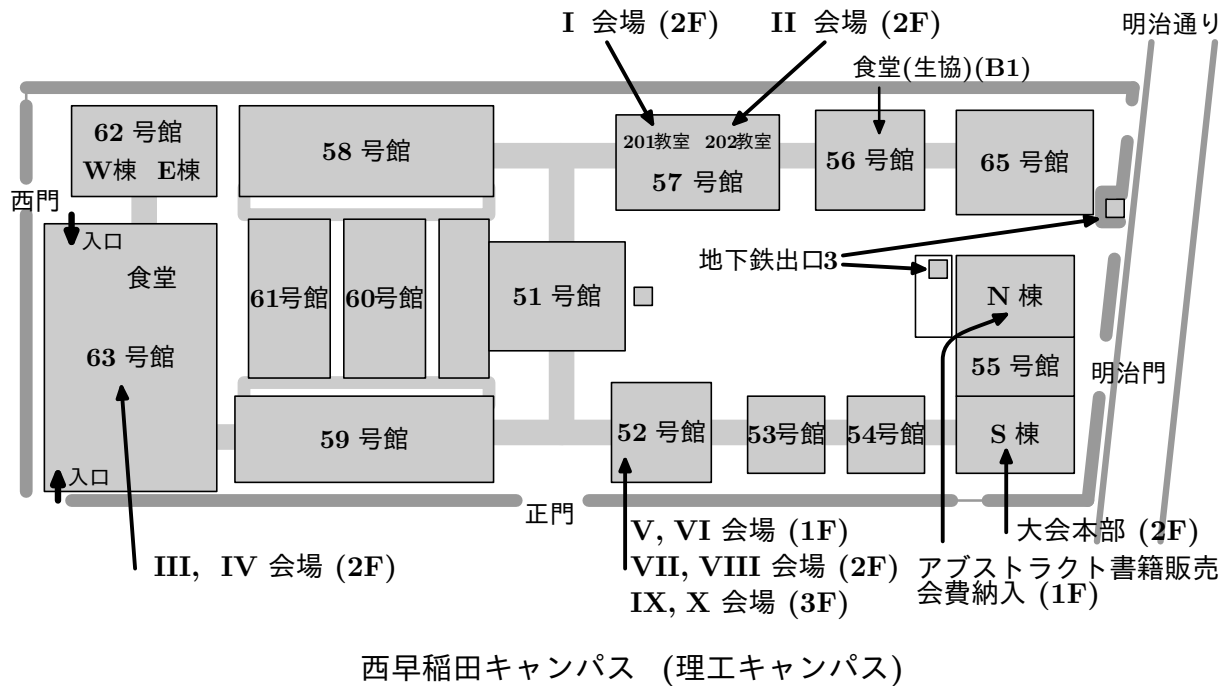 I 会場 (2F)
II 会場 (2F)
明治通り
食堂(生協)(B1)
62 号館
W棟 E棟
58 号館
201教室 202教室
57 号館
56 号館
65 号館
西門
入口
食堂
地下鉄出口3
61号館
60号館
51 号館
N 棟
63 号館
55 号館
明治門
59 号館
52 号館
53号館
54号館
S 棟
入口
正門
V, VI 会場 (1F)
VII, VIII 会場 (2F)
IX, X 会場 (3F)
III, IV 会場 (2F)
大会本部 (2F)
アブストラクト書籍販売
会費納入 (1F)
西早稲田キャンパス (理工キャンパス)